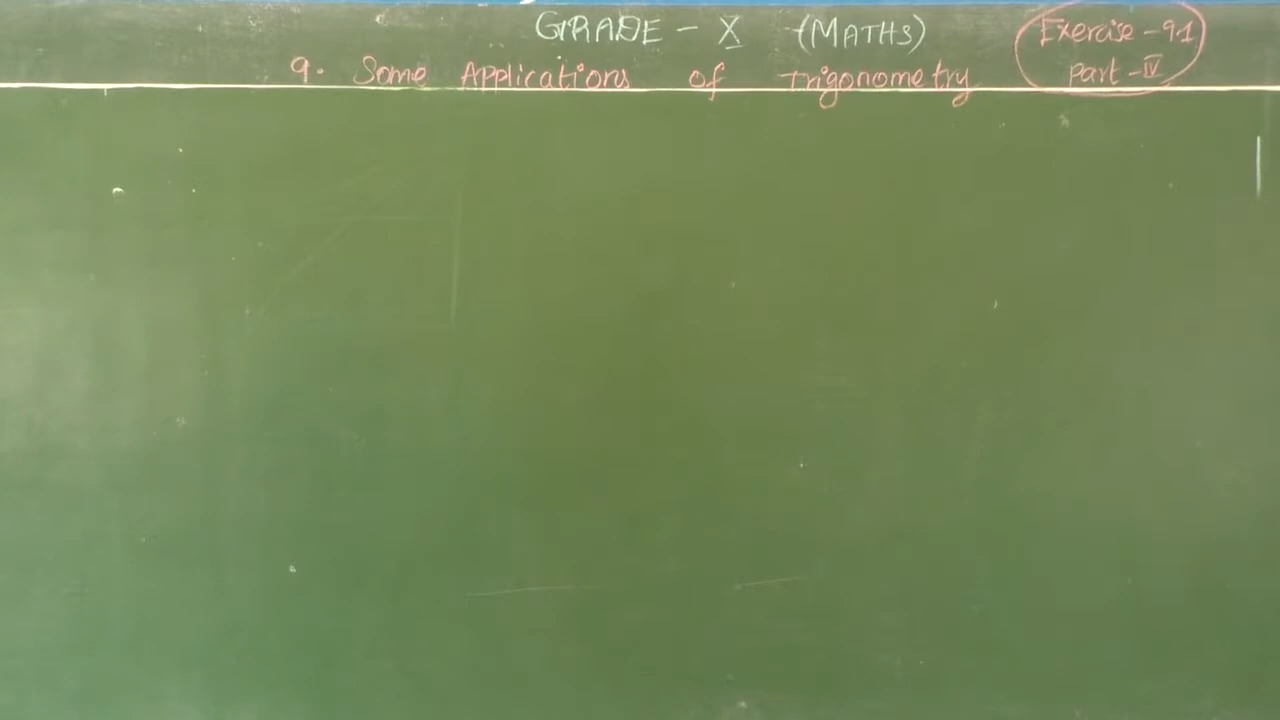 GRADE - X (MATHS)
9. Some Applications of Trigonometry
Exercise - 9.1
Part - IV